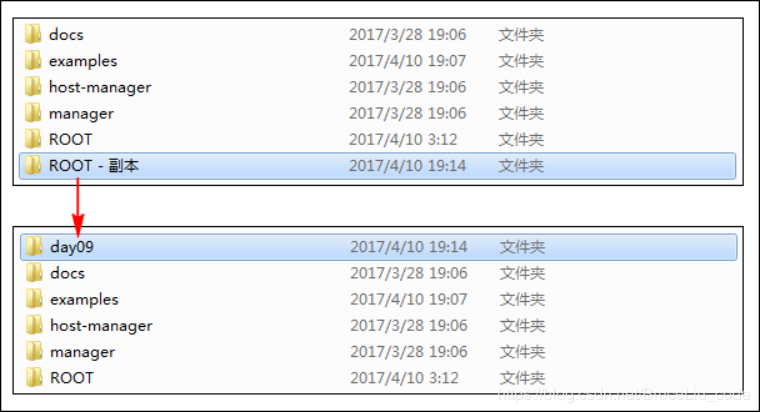 docs 2017/3/28 19:06 文件夹
examples 2017/4/10 19:07 文件夹
host-manager 2017/3/28 19:06 文件夹
manager 2017/3/28 19:06 文件夹
ROOT 2017/4/10 3:12 文件夹
ROOT - 副本 2017/4/10 19:14 文件夹
day09 2017/4/10 19:14 文件夹
docs 2017/3/28 19:06 文件夹
examples 2017/4/10 19:07 文件夹
host-manager 2017/3/28 19:06 文件夹
manager 2017/3/28 19:06 文件夹
ROOT 2017/4/10 3:12 文件夹
https://blog.csdn.net/BruceLiu_code